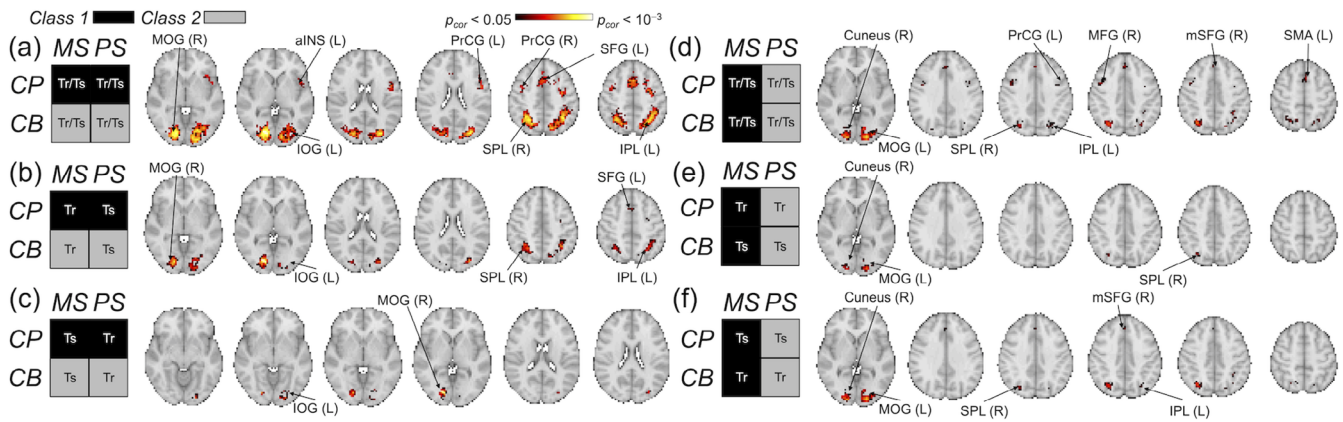 Class 1 Class 2
p_cor < 0.05 p_cor < 10⁻³
(a) MS PS
CP Tr/Ts Tr/Ts
CB Tr/Ts Tr/Ts
MOG (R) aINS (L) PrCG (L) PrCG (R) SFG (L)
IOG (L) SPL (R) IPL (L)
(b) MS PS
CP Tr Ts
CB Tr Ts
MOG (R) SFG (L)
IOG (L) SPL (R) IPL (L)
(c) MS PS
CP Ts Tr
CB Ts Tr
MOG (R)
IOG (L)
(d) MS PS
CP Tr/Ts Tr/Ts
CB Tr/Ts Tr/Ts
Cuneus (R) PrCG (L) MFG (R) mSFG (R) SMA (L)
MOG (L) SPL (R) IPL (L)
(e) MS PS
CP Tr Tr
CB Ts Ts
Cuneus (R)
MOG (L) SPL (R)
(f) MS PS
CP Ts Ts
CB Tr Tr
Cuneus (R) mSFG (R)
MOG (L) SPL (R) IPL (L)